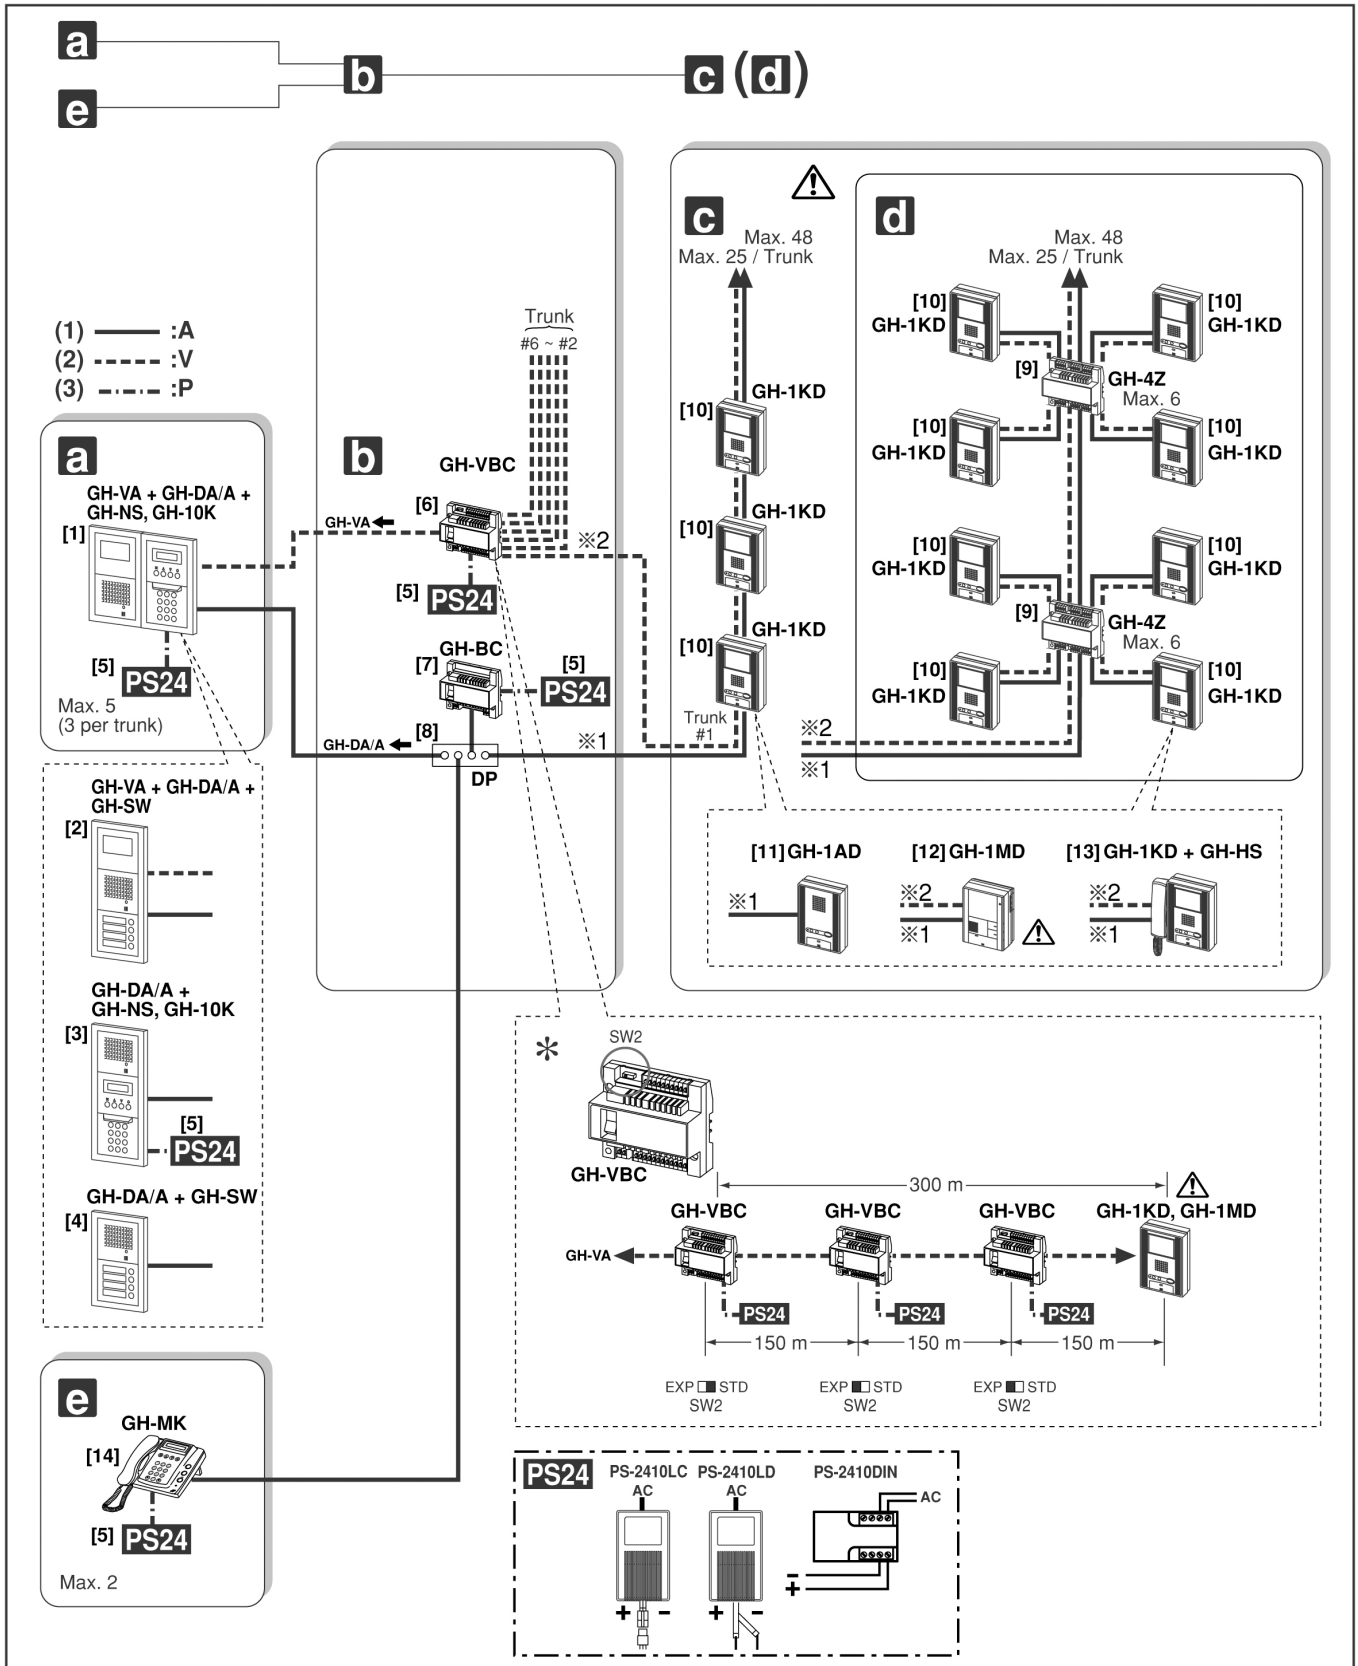 a
e
b
c (d)
(1) :A
(2) :V
(3) :P
a
GH-VA + GH-DA/A +
GH-NS, GH-10K
[1]
[5]
PS24
Max. 5
(3 per trunk)
GH-VA + GH-DA/A +
GH-SW
[2]
GH-DA/A +
GH-NS, GH-10K
[3]
[5]
PS24
GH-DA/A + GH-SW
[4]
e
GH-MK
[14]
[5] PS24
Max. 2
b
Trunk
#6 ~ #2
GH-VBC
[6]
GH-VA
※2
[5] PS24
GH-BC
[7]
[5]
PS24
GH-DA/A
[8]
※1
DP
c
Max. 48
Max. 25 / Trunk
GH-1KD
[10]
GH-1KD
[10]
GH-1KD
[10]
Trunk
#1
d
Max. 48
Max. 25 / Trunk
[10]
GH-1KD
[10]
GH-1KD
[9]
GH-4Z
Max. 6
[10]
GH-1KD
[10]
GH-1KD
[10]
GH-1KD
[10]
GH-1KD
[9]
GH-4Z
Max. 6
[10]
GH-1KD
[10]
GH-1KD
※2
※1
[11] GH-1AD
※1
[12] GH-1MD
※2
※1
[13] GH-1KD + GH-HS
※2
※1
*
SW2
GH-VBC
300 m
GH-VBC
GH-VBC
GH-VBC
GH-1KD, GH-1MD
GH-VA
PS24
PS24
PS24
150 m
150 m
150 m
EXP STD
SW2
EXP STD
SW2
EXP STD
SW2
PS24
PS-2410LC
AC
+ -
PS-2410LD
AC
+ -
PS-2410DIN
AC
-
+